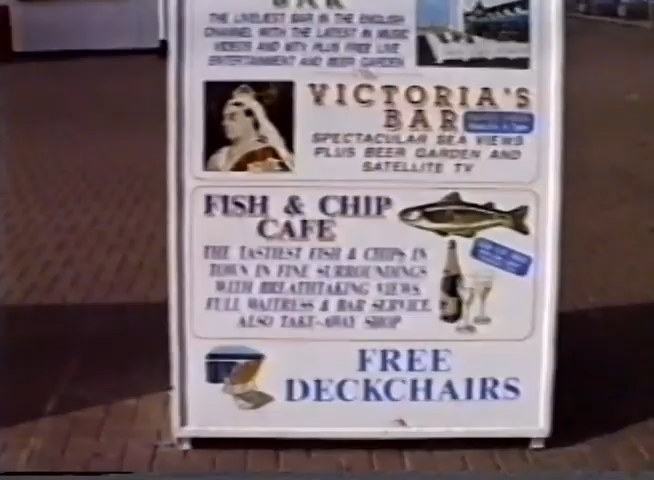 BAR
THE LIVELIEST BAR IN THE ENGLISH
CHANNEL WITH THE LATEST IN MUSIC
VIDEOS AND MTV PLUS FREE LIVE
ENTERTAINMENT AND BEER GARDEN
VICTORIA'S
BAR
SPECTACULAR SEA VIEWS
PLUS BEER GARDEN AND
SATELLITE TV
FISH & CHIP
CAFE
THE TASTIEST FISH & CHIPS IN
TOWN IN FINE SURROUNDINGS
WITH BREATHTAKING VIEWS
FULL WAITRESS & BAR SERVICE
ALSO TAKE-AWAY SHOP
FREE
DECKCHAIRS